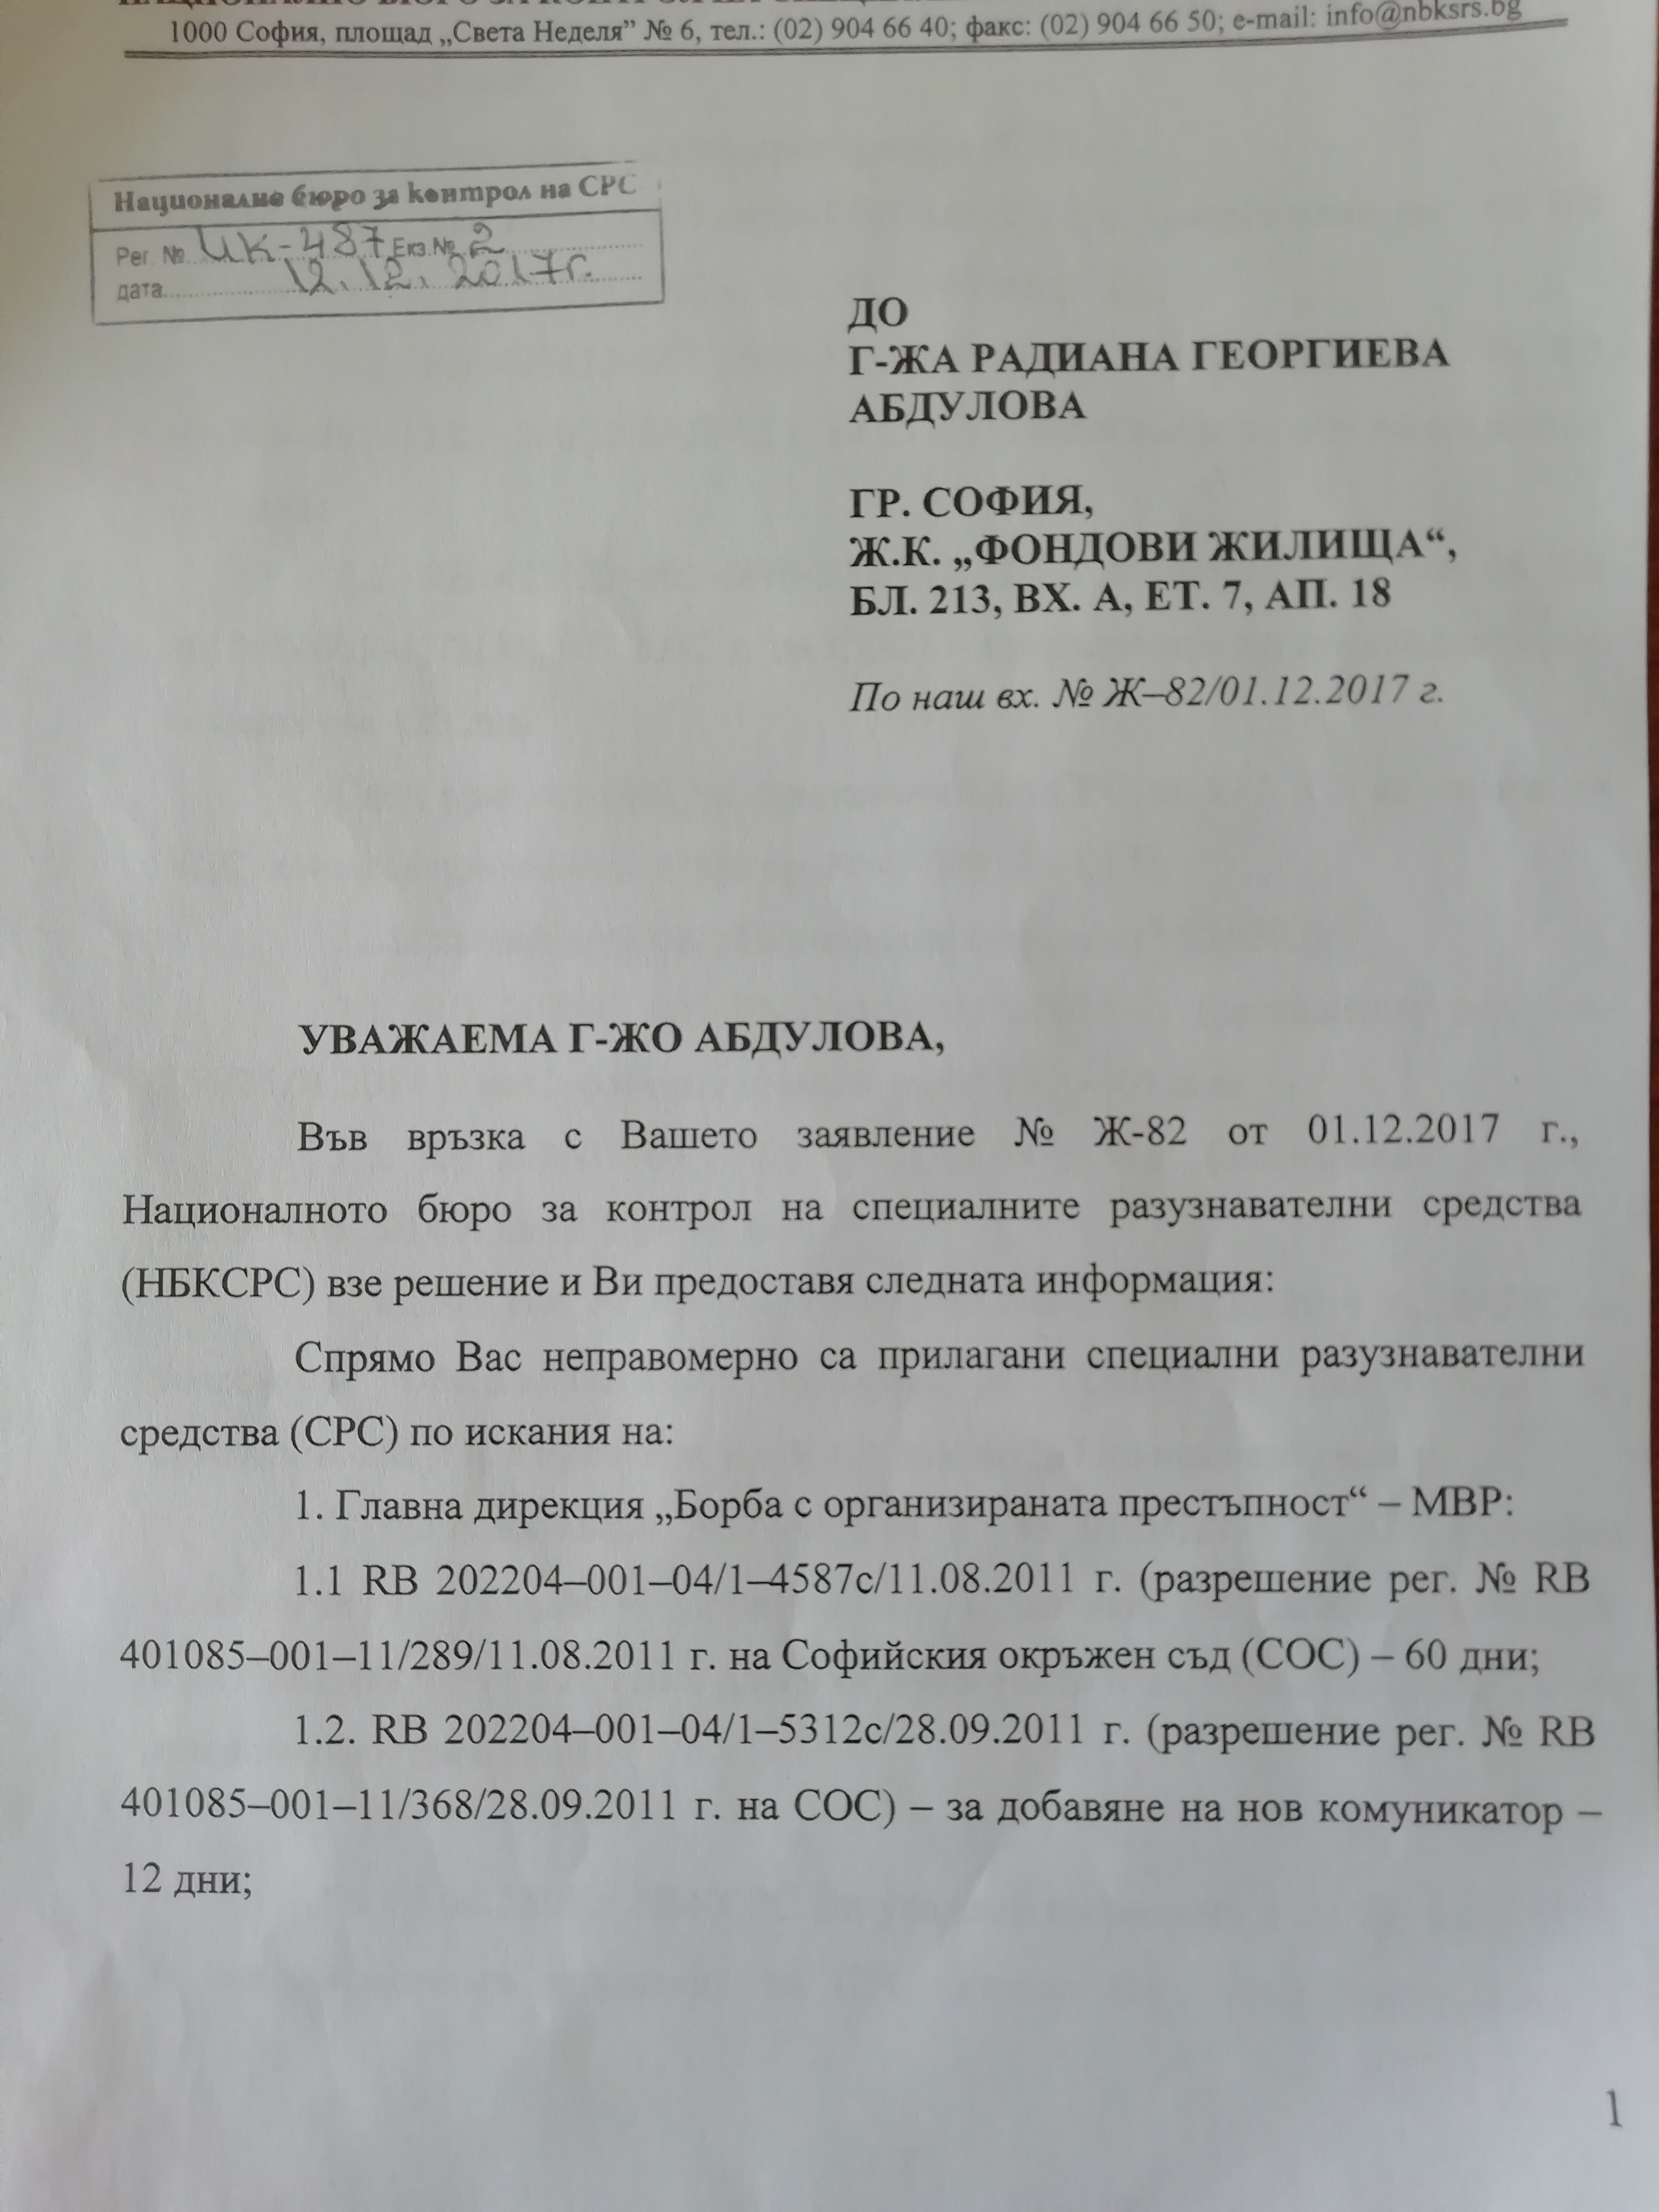 1000 София, площад „Света Неделя” № 6, тел.: (02) 904 66 40; факс: (02) 904 66 50; e-mail: info@nbksrs.bg
Национално бюро за контрол на СРС
Рег. № ИК-487 Екз.№ 2
дата 12.12.2017г.
ДО
Г-ЖА РАДИАНА ГЕОРГИЕВА
АБДУЛОВА
ГР. СОФИЯ,
Ж.К. „ФОНДОВИ ЖИЛИЩА“,
БЛ. 213, ВХ. А, ЕТ. 7, АП. 18
По наш вх. № Ж–82/01.12.2017 г.
УВАЖАЕМА Г-ЖО АБДУЛОВА,
Във връзка с Вашето заявление № Ж-82 от 01.12.2017 г.,
Националното бюро за контрол на специалните разузнавателни средства
(НБКСРС) взе решение и Ви предоставя следната информация:
Спрямо Вас неправомерно са прилагани специални разузнавателни
средства (СРС) по искания на:
1. Главна дирекция „Борба с организираната престъпност“ – МВР:
1.1 RB 202204–001–04/1–4587с/11.08.2011 г. (разрешение рег. № RB
401085–001–11/289/11.08.2011 г. на Софийския окръжен съд (СОС) – 60 дни;
1.2. RB 202204–001–04/1–5312с/28.09.2011 г. (разрешение рег. № RB
401085–001–11/368/28.09.2011 г. на СОС) – за добавяне на нов комуникатор –
12 дни;
1